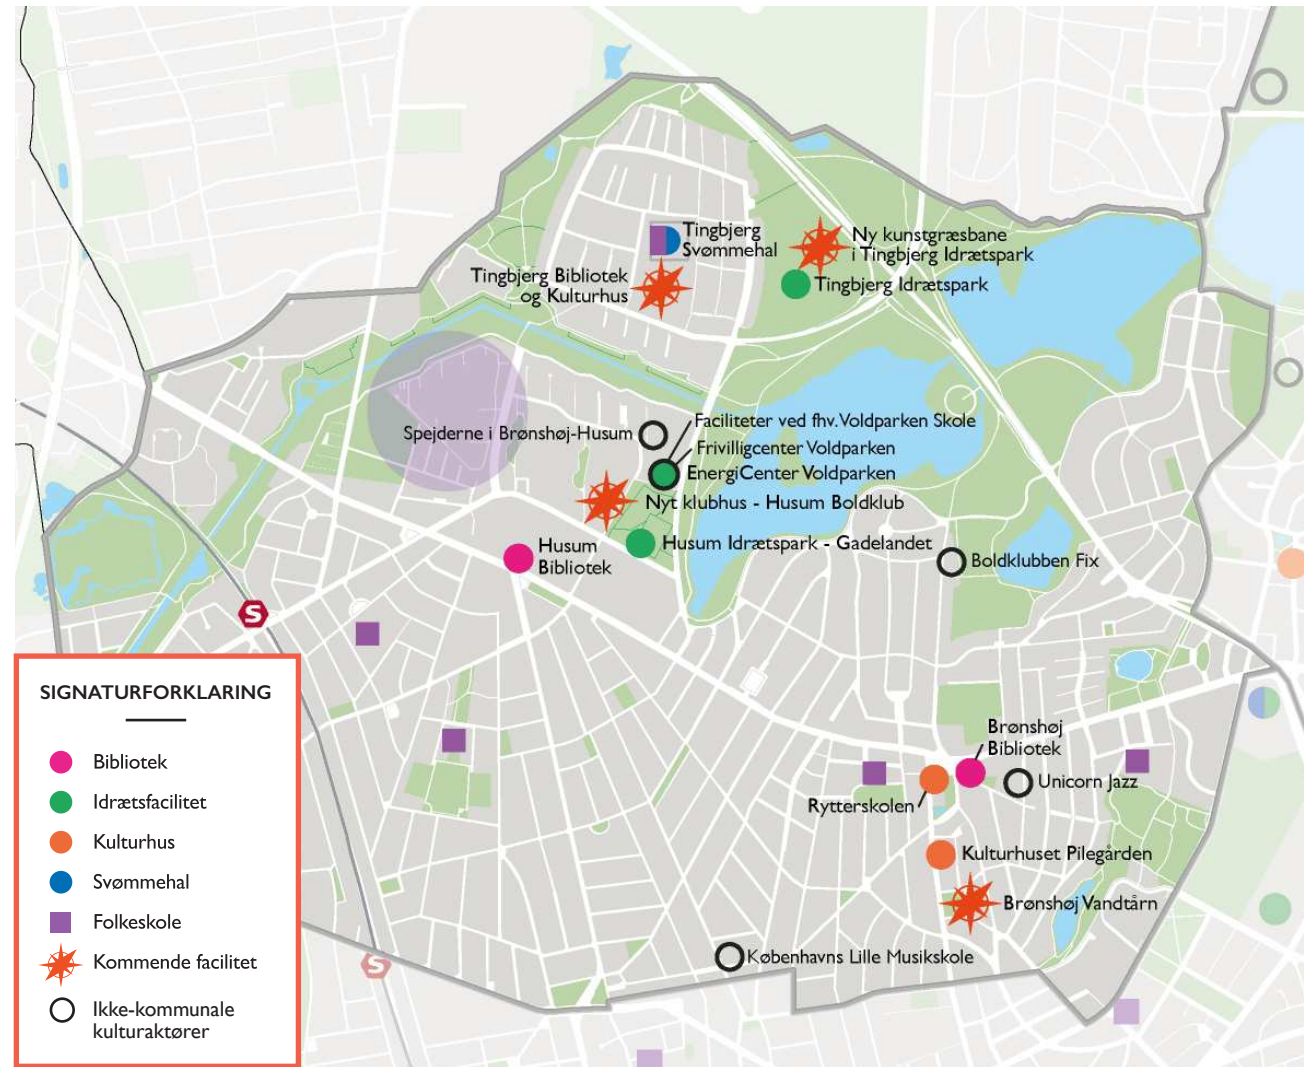 Tingbjerg
Svømmehal
Ny kunstgræsbane
i Tingbjerg Idrætspark
Tingbjerg Bibliotek
og Kulturhus
Tingbjerg Idrætspark
Faciliteter ved fhv. Voldparken Skole
Spejderne i Brønshøj-Husum
Frivilligcenter Voldparken
EnergiCenter Voldparken
Nyt klubhus - Husum Boldklub
Husum
Bibliotek
Husum Idrætspark - Gadelandet
Boldklubben Fix
S
SIGNATURFORKLARING
Bibliotek
Idrætsfacilitet
Kulturhus
Svømmehal
Folkeskole
Kommende facilitet
Ikke-kommunale
kulturaktører
Brønshøj
Bibliotek
Unicorn Jazz
Rytterskolen
Kulturhuset Pilegården
Brønshøj Vandtårn
Københavns Lille Musikskole
S